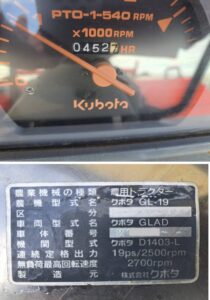 PTO-1-540 RPM
×1000RPM
04527 HR
Kubota
農業機械の種類 農用トラクター
農機型式名 クボタ GL-19
区分
車両型式名 クボタ GLAD
車体番号
機関型式 クボタ D1403-L
連続定格出力 19ps/2500rpm
無負荷最高回転速度 2700rpm
製造元 株式会社クボタ